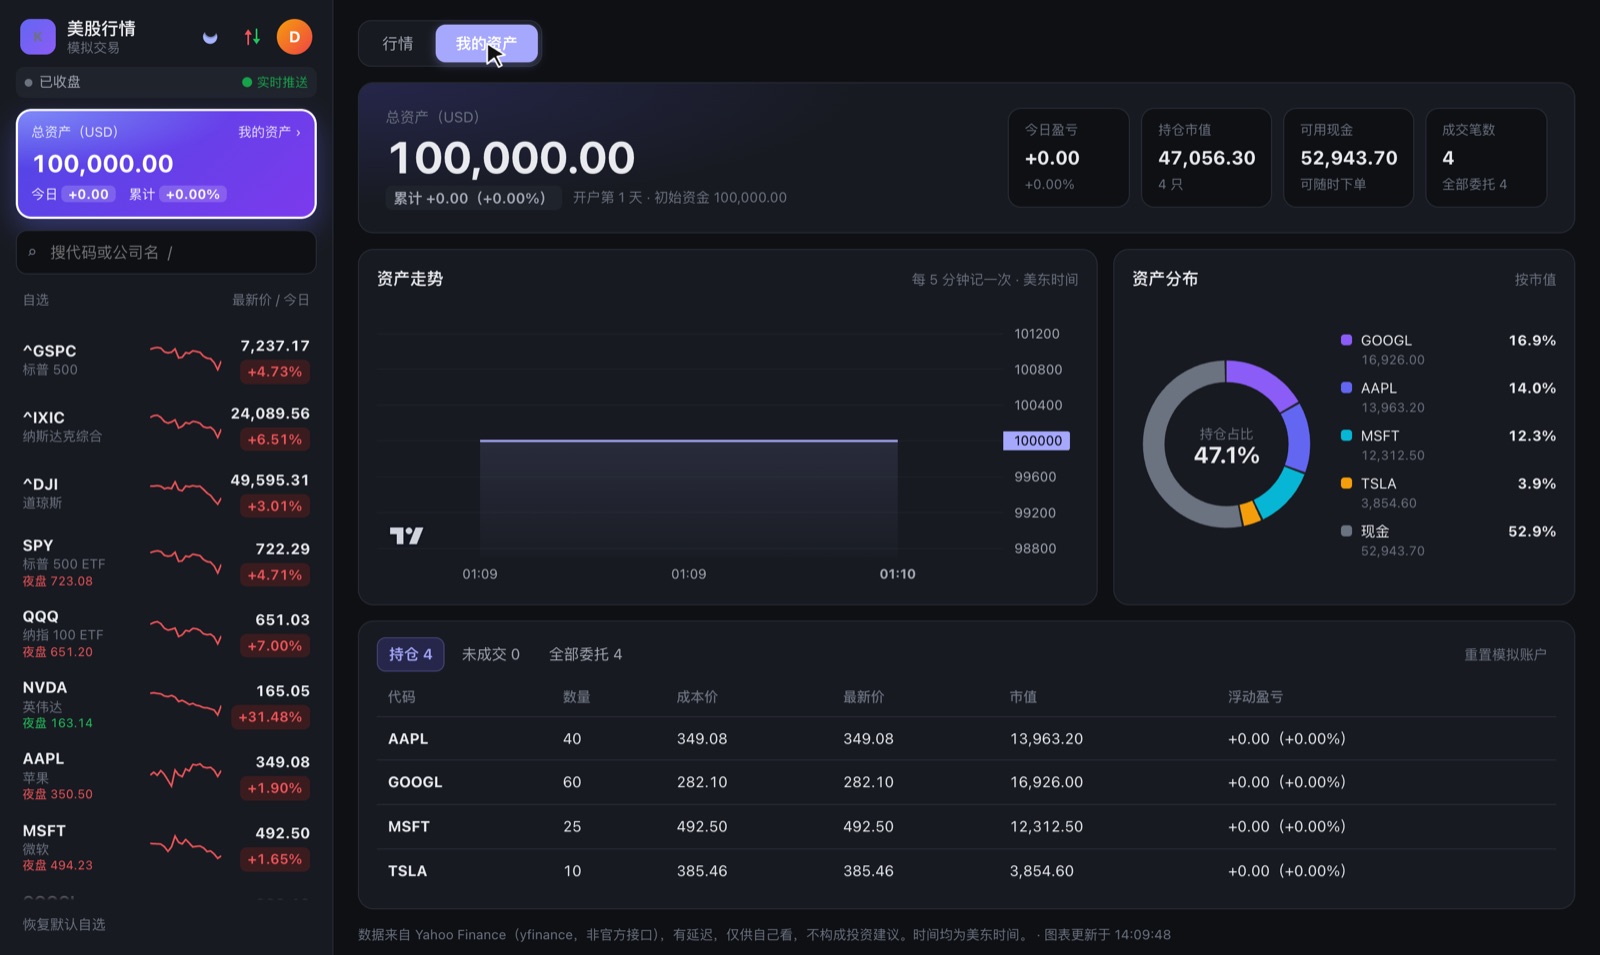 美股行情
模拟交易
D
已收盘
实时推送
总资产（USD）
我的资产 ›
100,000.00
今日 +0.00 累计 +0.00%
搜代码或公司名 /
自选
最新价 / 今日
^GSPC
标普 500
7,237.17
+4.73%
^IXIC
纳斯达克综合
24,089.56
+6.51%
^DJI
道琼斯
49,595.31
+3.01%
SPY
标普 500 ETF
夜盘 723.08
722.29
+4.71%
QQQ
纳指 100 ETF
夜盘 651.20
651.03
+7.00%
NVDA
英伟达
夜盘 163.14
165.05
+31.48%
AAPL
苹果
夜盘 350.50
349.08
+1.90%
MSFT
微软
夜盘 494.23
492.50
+1.65%
恢复默认自选
行情
我的资产
总资产（USD）
100,000.00
累计 +0.00（+0.00%）
开户第 1 天 · 初始资金 100,000.00
今日盈亏
+0.00
+0.00%
持仓市值
47,056.30
4 只
可用现金
52,943.70
可随时下单
成交笔数
4
全部委托 4
资产走势
每 5 分钟记一次 · 美东时间
101200
100800
100400
100000
99600
99200
98800
01:09
01:09
01:10
资产分布
按市值
持仓占比
47.1%
GOOGL 16.9%
16,926.00
AAPL 14.0%
13,963.20
MSFT 12.3%
12,312.50
TSLA 3.9%
3,854.60
现金 52.9%
52,943.70
持仓 4 未成交 0 全部委托 4
重置模拟账户
代码 数量 成本价 最新价 市值 浮动盈亏
AAPL 40 349.08 349.08 13,963.20 +0.00（+0.00%）
GOOGL 60 282.10 282.10 16,926.00 +0.00（+0.00%）
MSFT 25 492.50 492.50 12,312.50 +0.00（+0.00%）
TSLA 10 385.46 385.46 3,854.60 +0.00（+0.00%）
数据来自 Yahoo Finance（yfinance，非官方接口），有延迟，仅供自己看，不构成投资建议。时间均为美东时间。 · 图表更新于 14:09:48